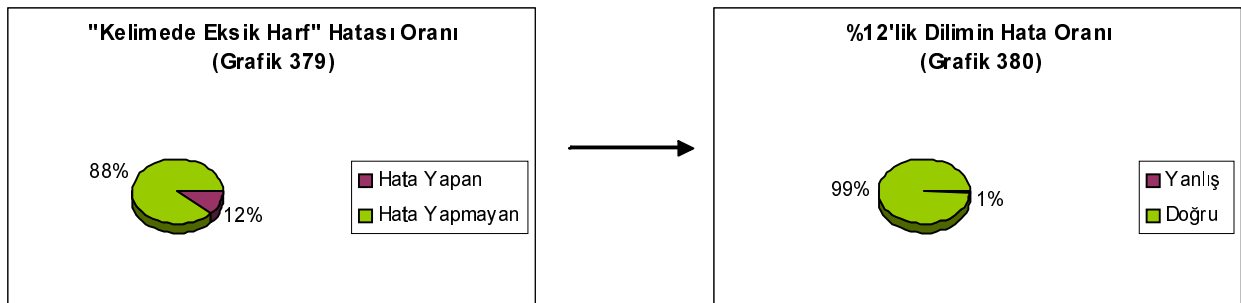 "Kelimede Eksik Harf" Hatası Oranı
(Grafik 379)
88%
12%
Hata Yapan
Hata Yapmayan
%12'lik Dilimin Hata Oranı
(Grafik 380)
99%
1%
Yanlış
Doğru